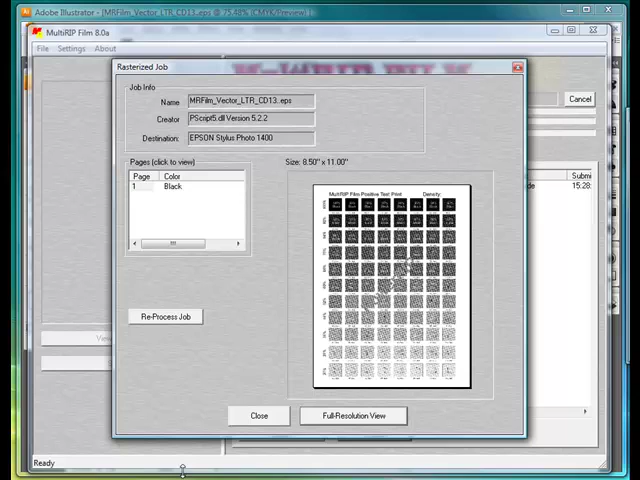 Adobe Illustrator - [MRFilm_Vector_LTR_CD13..eps @ 75.48% (CMYK/Preview)]
MultiRIP Film 8.0a
File Settings About
Rasterized Job
Job Info
Name MRFilm_Vector_LTR_CD13..eps
Creator PScript5.dll Version 5.2.2
Destination: EPSON Stylus Photo 1400
Cancel
Pages (click to view)
Size: 8.50" x 11.00"
Page Color
1 Black
Submi
15:28:
MultiRIP Film Positive Test Print Density:
Re-Process Job
Close
Full-Resolution View
Ready